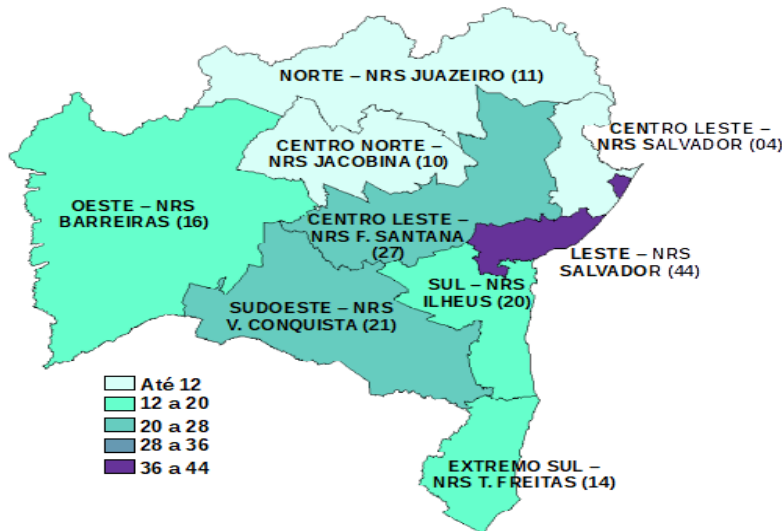 NORTE – NRS JUAZEIRO (11)
CENTRO LESTE –
NRS SALVADOR (04)
CENTRO NORTE –
NRS JACOBINA (10)
OESTE – NRS
BARREIRAS (16)
CENTRO LESTE –
NRS F. SANTANA
(27)
LESTE – NRS
SALVADOR (44)
SUL – NRS
ILHEUS (20)
SUDOESTE – NRS
V. CONQUISTA (21)
Até 12
12 a 20
20 a 28
28 a 36
36 a 44
EXTREMO SUL –
NRS T. FREITAS (14)